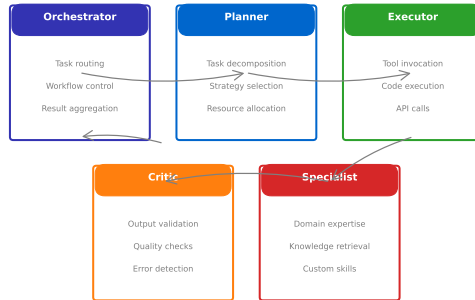 Orchestrator
Task routing
Workflow control
Result aggregation
Planner
Task decomposition
Strategy selection
Resource allocation
Executor
Tool invocation
Code execution
API calls
Critic
Output validation
Quality checks
Error detection
Specialist
Domain expertise
Knowledge retrieval
Custom skills